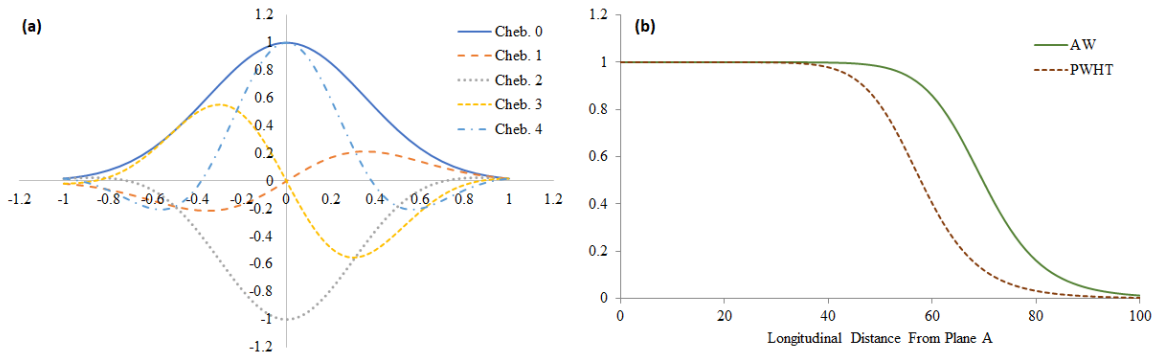 (a)
1.2
1
0.8
0.6
0.4
0.2
0
-0.2
-0.4
-0.6
-0.8
-1
-1.2
-1.2 -1 -0.8 -0.6 -0.4 -0.2 0 0.2 0.4 0.6 0.8 1 1.2
Cheb. 0
Cheb. 1
Cheb. 2
Cheb. 3
Cheb. 4
(b)
1.2
1
0.8
0.6
0.4
0.2
0
0 20 40 60 80 100
Longitudinal Distance From Plane A
AW
PWHT